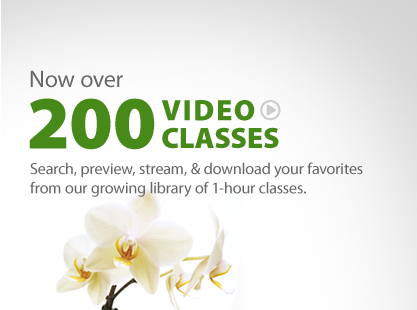 Now over
200 VIDEO
CLASSES
Search, preview, stream, & download your favorites
from our growing library of 1-hour classes.